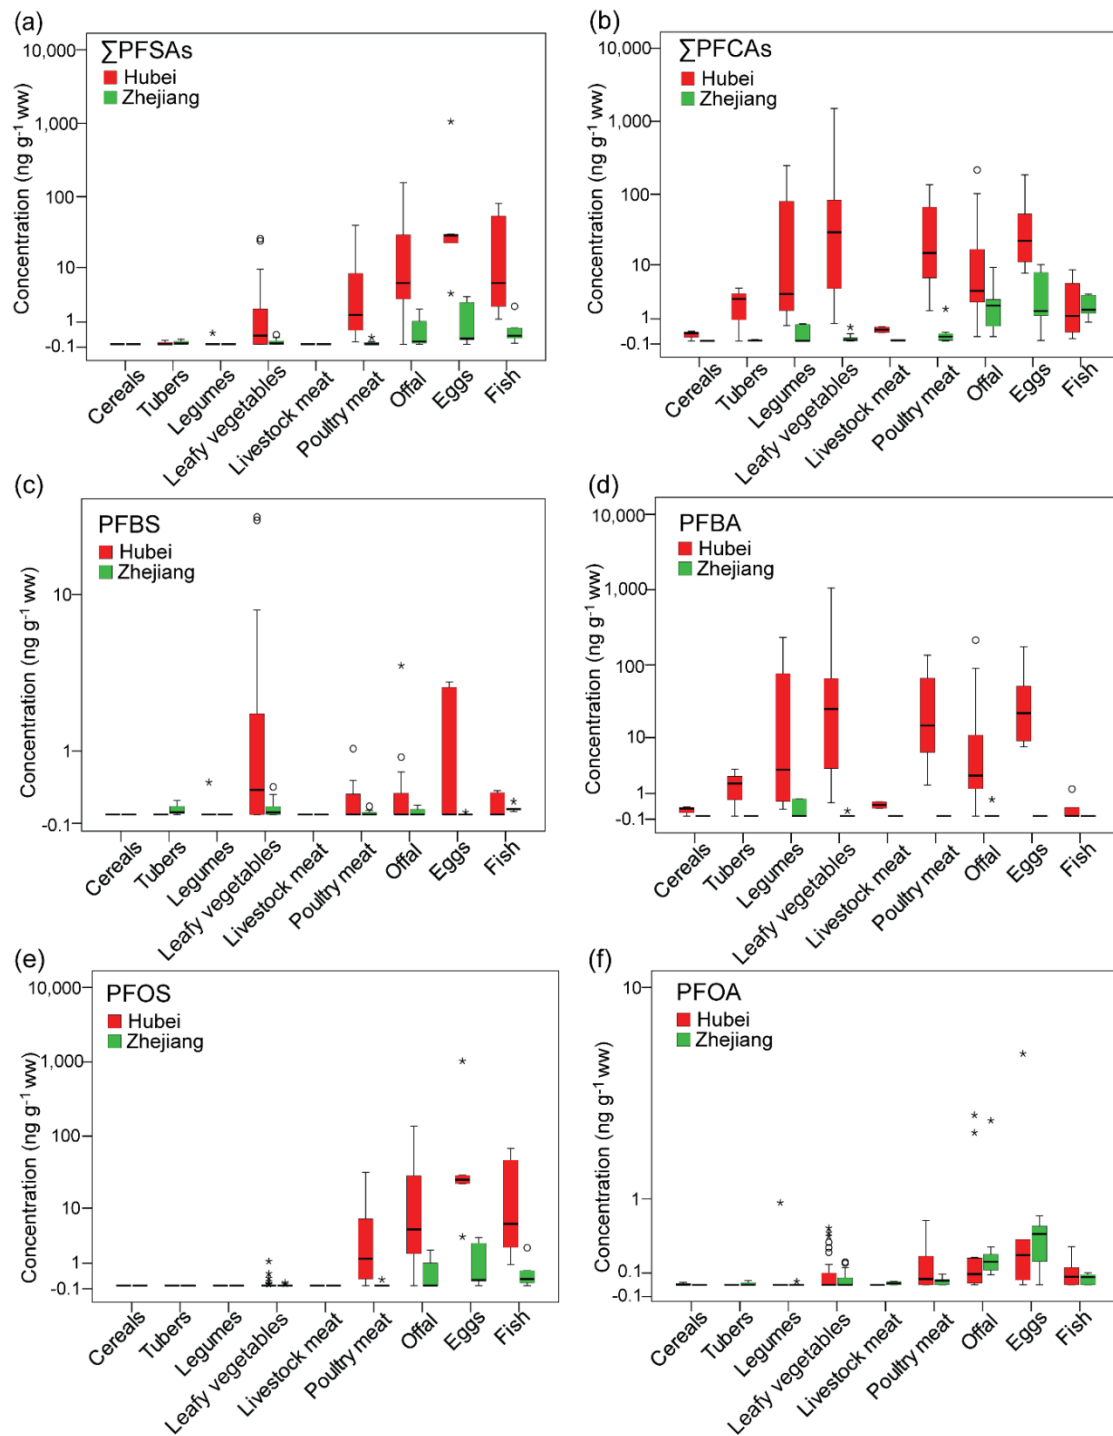 (a)
∑PFSAs
Hubei
Zhejiang
Concentration (ng g⁻¹ ww)
10,000
1,000
100
10
1
-0.1
Cereals
Tubers
Legumes
Leafy vegetables
Livestock meat
Poultry meat
Offal
Eggs
Fish
(b)
∑PFCAs
Hubei
Zhejiang
Concentration (ng g⁻¹ ww)
10,000
1,000
100
10
1
-0.1
Cereals
Tubers
Legumes
Leafy vegetables
Livestock meat
Poultry meat
Offal
Eggs
Fish
(c)
PFBS
Hubei
Zhejiang
Concentration (ng g⁻¹ ww)
10
1
-0.1
Cereals
Tubers
Legumes
Leafy vegetables
Livestock meat
Poultry meat
Offal
Eggs
Fish
(d)
PFBA
Hubei
Zhejiang
Concentration (ng g⁻¹ ww)
10,000
1,000
100
10
1
-0.1
Cereals
Tubers
Legumes
Leafy vegetables
Livestock meat
Poultry meat
Offal
Eggs
Fish
(e)
PFOS
Hubei
Zhejiang
Concentration (ng g⁻¹ ww)
10,000
1,000
100
10
1
-0.1
Cereals
Tubers
Legumes
Leafy vegetables
Livestock meat
Poultry meat
Offal
Eggs
Fish
(f)
PFOA
Hubei
Zhejiang
Concentration (ng g⁻¹ ww)
10
1
0.1
-0.1
Cereals
Tubers
Legumes
Leafy vegetables
Livestock meat
Poultry meat
Offal
Eggs
Fish